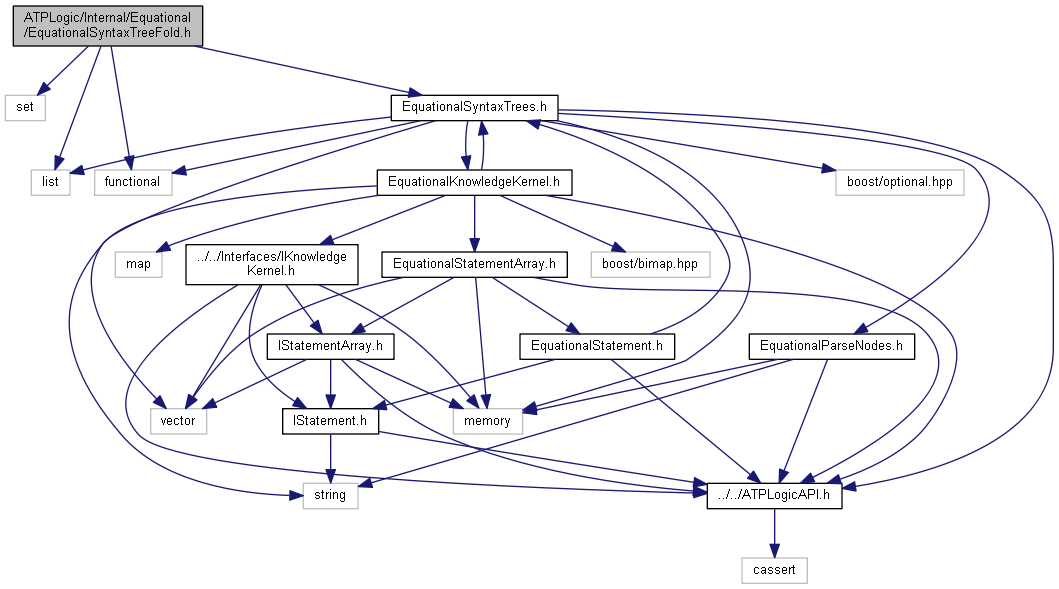 ATPLogic/Internal/Equational
/EquationalSyntaxTreeFold.h
set
EquationalSyntaxTrees.h
list
functional
EquationalKnowledgeKernel.h
boost/optional.hpp
map
../../Interfaces/IKnowledge
Kernel.h
EquationalStatementArray.h
boost/bimap.hpp
IStatementArray.h
EquationalStatement.h
EquationalParseNodes.h
vector
IStatement.h
memory
string
../../ATPLogicAPI.h
cassert